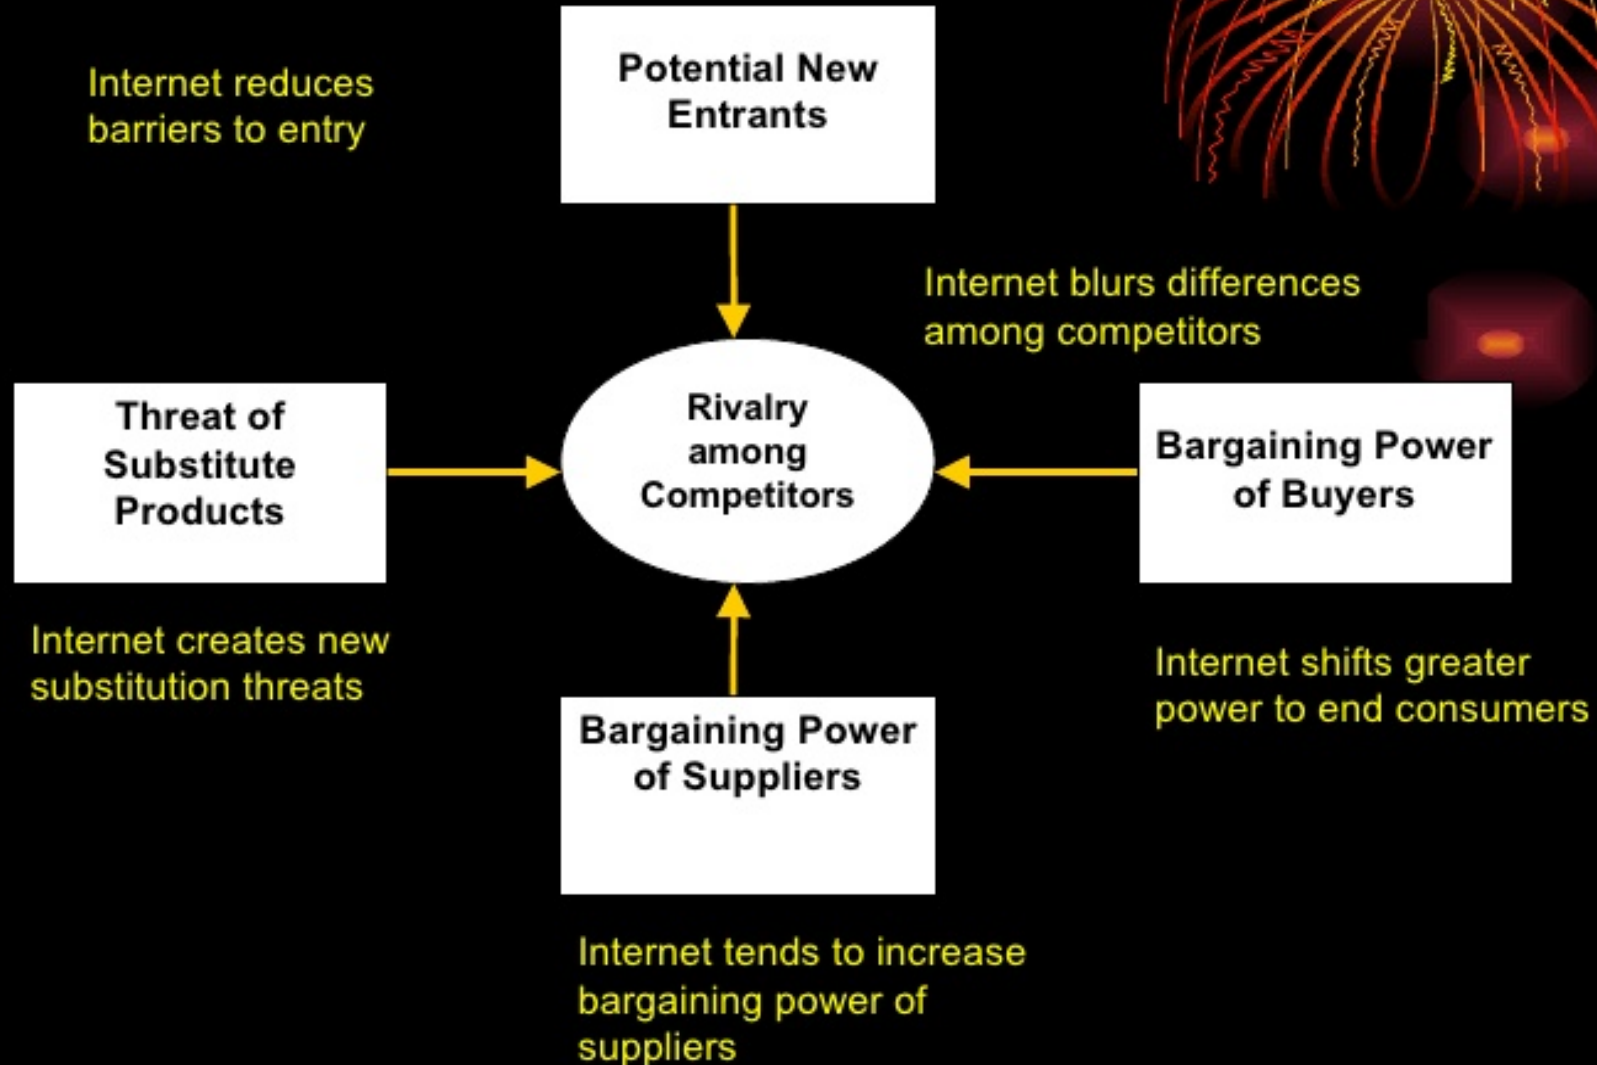 Internet reduces
barriers to entry
Potential New
Entrants
Internet blurs differences
among competitors
Threat of
Substitute
Products
Rivalry
among
Competitors
Bargaining Power
of Buyers
Internet creates new
substitution threats
Internet shifts greater
power to end consumers
Bargaining Power
of Suppliers
Internet tends to increase
bargaining power of
suppliers